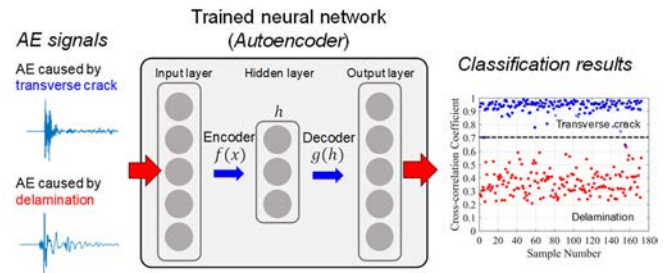 Trained neural network
(Autoencoder)
AE signals
AE caused by
transverse crack
AE caused by
delamination
Input layer
Hidden layer
Output layer
h
Encoder
f(x)
Decoder
g(h)
Classification results
Cross-correlation Coefficient
1
0.9
0.8
0.7
0.6
0.5
0.4
0.3
0.2
0.1
0
Transverse crack
Delamination
0 20 40 60 80 100 120 140 160 180
Sample Number